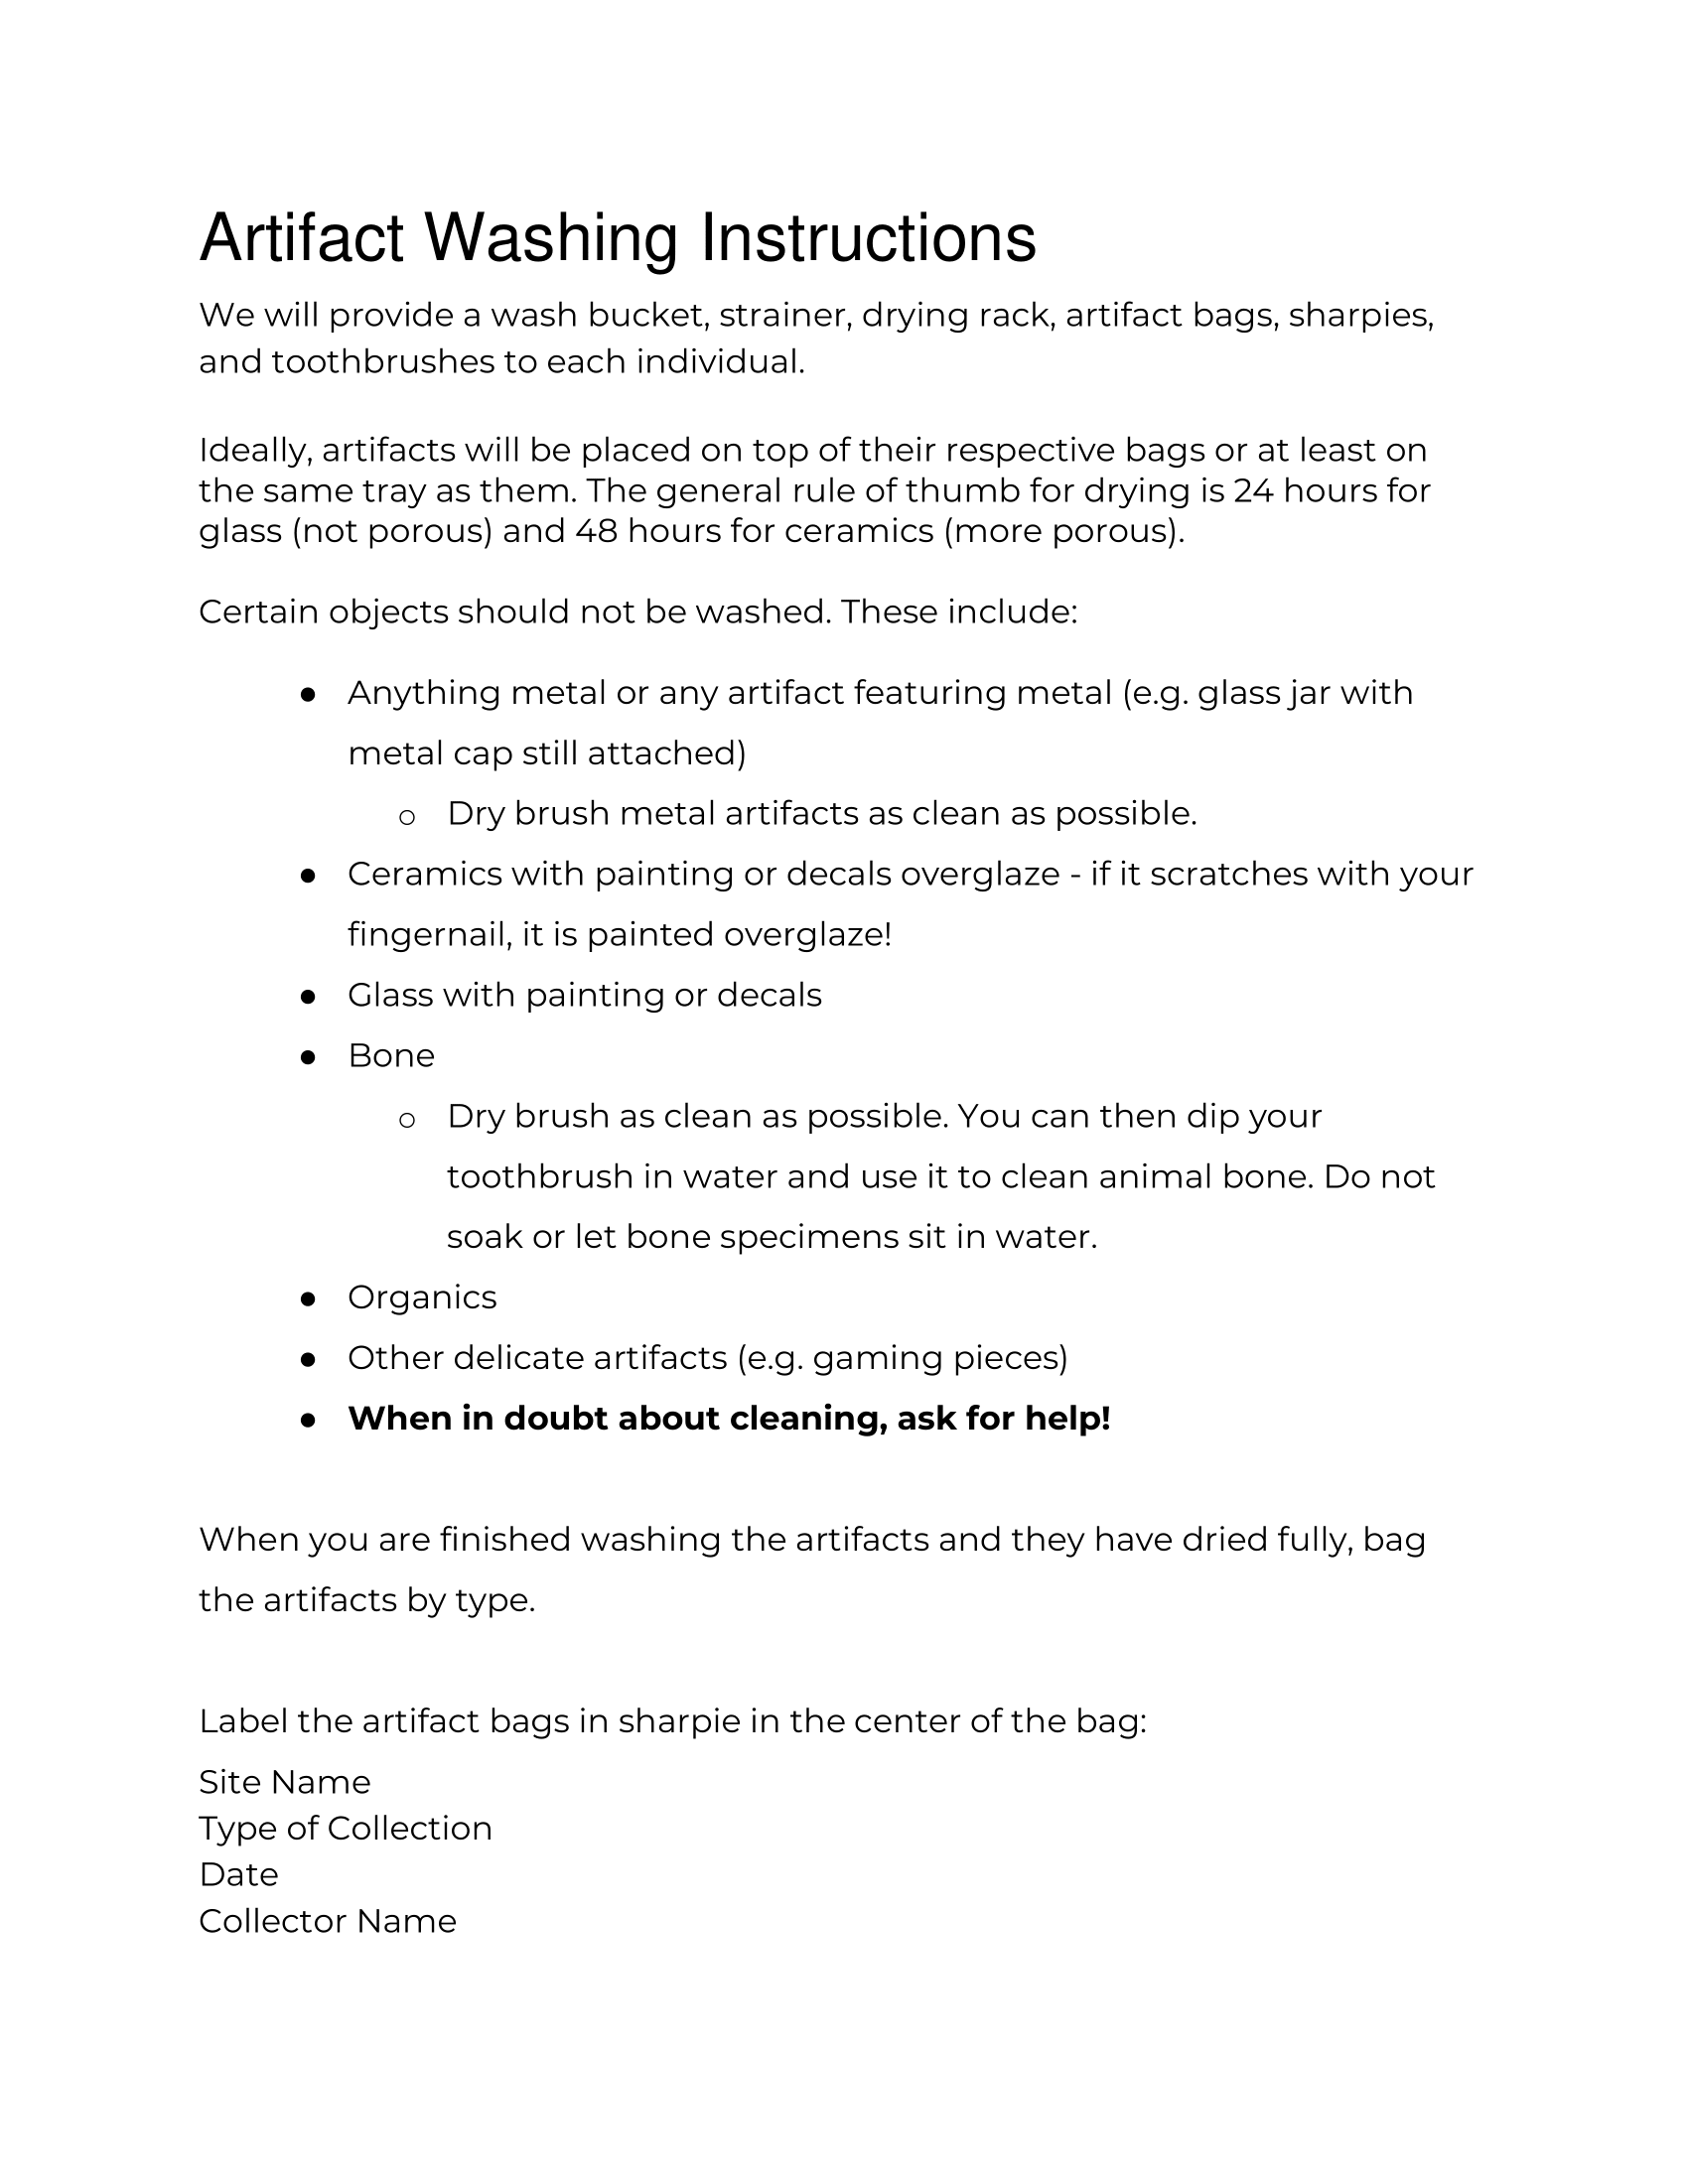 Artifact Washing Instructions
We will provide a wash bucket, strainer, drying rack, artifact bags, sharpies,
and toothbrushes to each individual.
Ideally, artifacts will be placed on top of their respective bags or at least on
the same tray as them. The general rule of thumb for drying is 24 hours for
glass (not porous) and 48 hours for ceramics (more porous).
Certain objects should not be washed. These include:
● Anything metal or any artifact featuring metal (e.g. glass jar with
metal cap still attached)
○ Dry brush metal artifacts as clean as possible.
● Ceramics with painting or decals overglaze - if it scratches with your
fingernail, it is painted overglaze!
● Glass with painting or decals
● Bone
○ Dry brush as clean as possible. You can then dip your
toothbrush in water and use it to clean animal bone. Do not
soak or let bone specimens sit in water.
● Organics
● Other delicate artifacts (e.g. gaming pieces)
● When in doubt about cleaning, ask for help!
When you are finished washing the artifacts and they have dried fully, bag
the artifacts by type.
Label the artifact bags in sharpie in the center of the bag:
Site Name
Type of Collection
Date
Collector Name